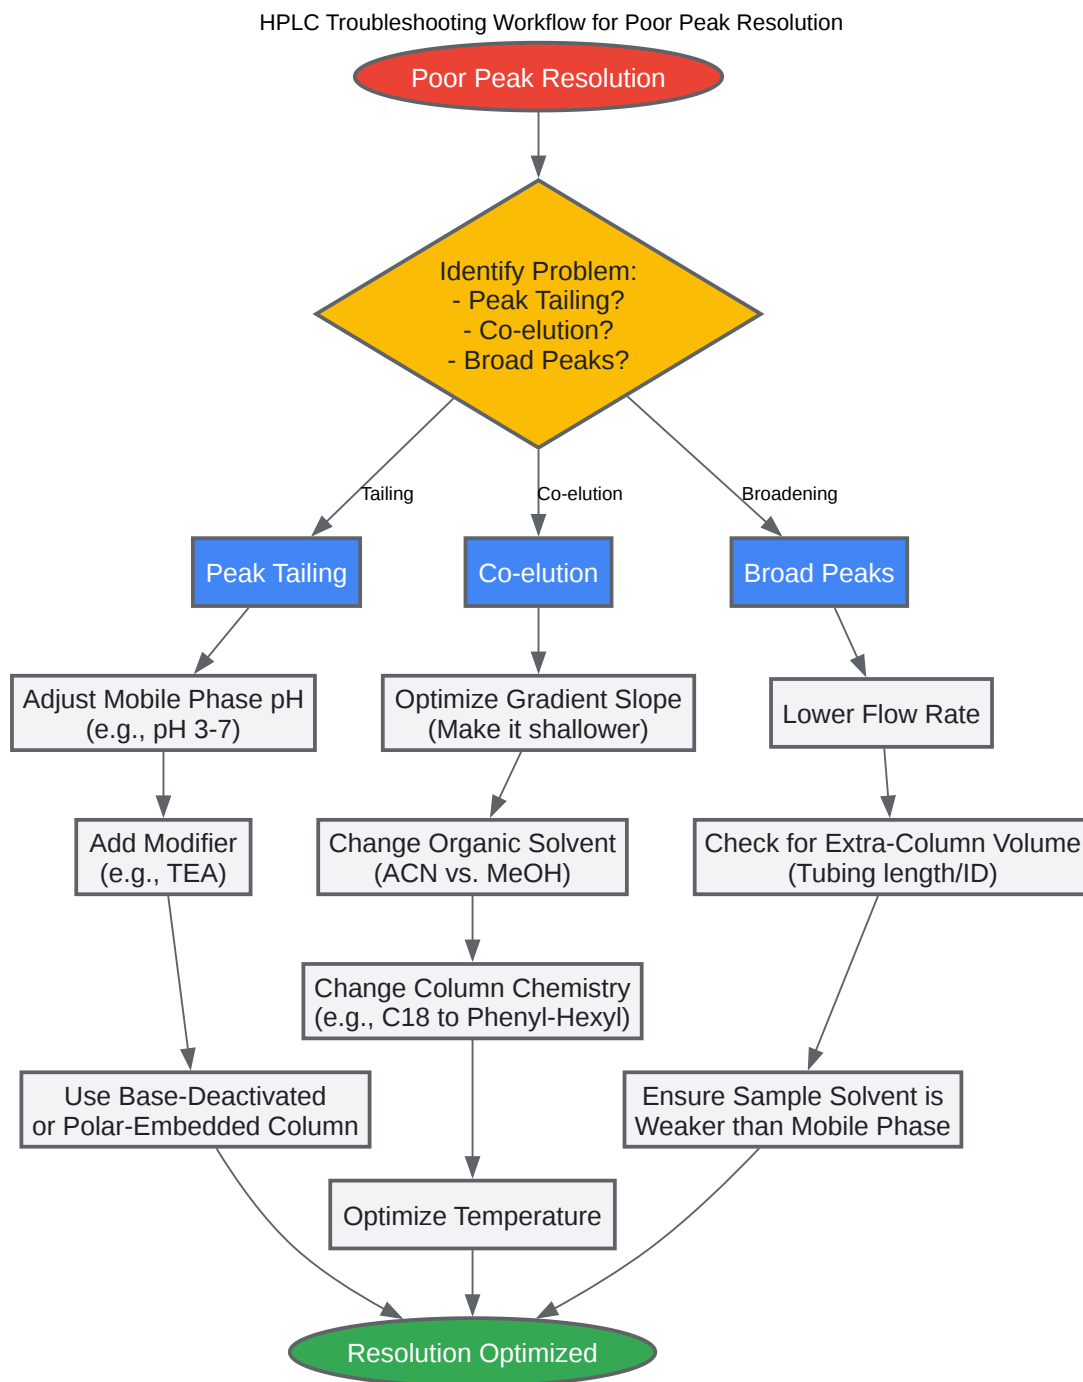 HPLC Troubleshooting Workflow for Poor Peak Resolution
Poor Peak Resolution
Identify Problem:
- Peak Tailing?
- Co-elution?
- Broad Peaks?
Tailing
Co-elution
Broadening
Peak Tailing
Co-elution
Broad Peaks
Adjust Mobile Phase pH
(e.g., pH 3-7)
Optimize Gradient Slope
(Make it shallower)
Lower Flow Rate
Add Modifier
(e.g., TEA)
Change Organic Solvent
(ACN vs. MeOH)
Check for Extra-Column Volume
(Tubing length/ID)
Change Column Chemistry
(e.g., C18 to Phenyl-Hexyl)
Use Base-Deactivated
or Polar-Embedded Column
Ensure Sample Solvent is
Weaker than Mobile Phase
Optimize Temperature
Resolution Optimized